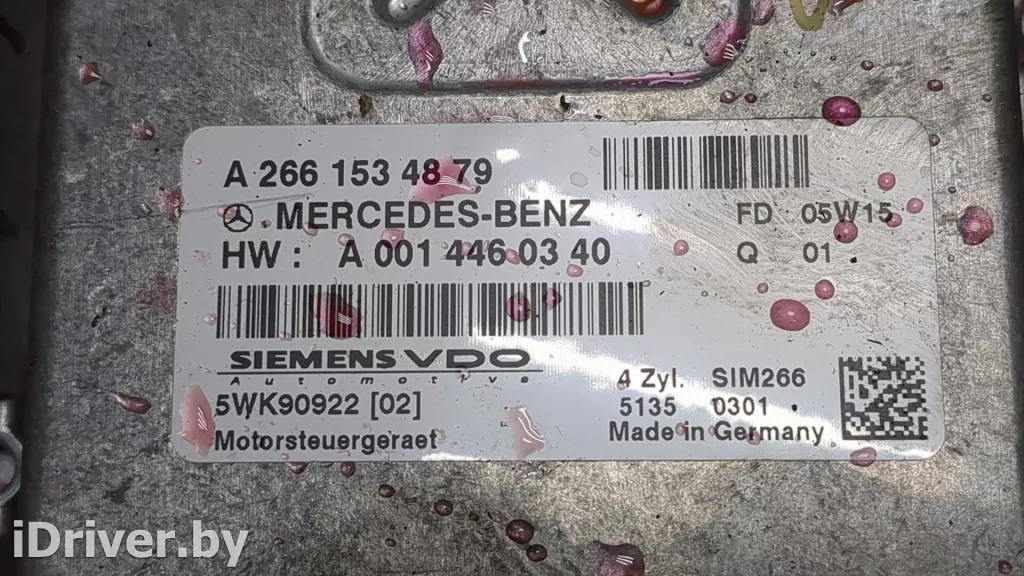 A 266 153 48 79
MERCEDES-BENZ FD 05W15
HW : A 001 446 03 40 Q 01
SIEMENS VDO
Automotive
4 Zyl. SIM266
5WK90922 [02] 5135 0301
Motorsteuergeraet Made in Germany
iDriver.by